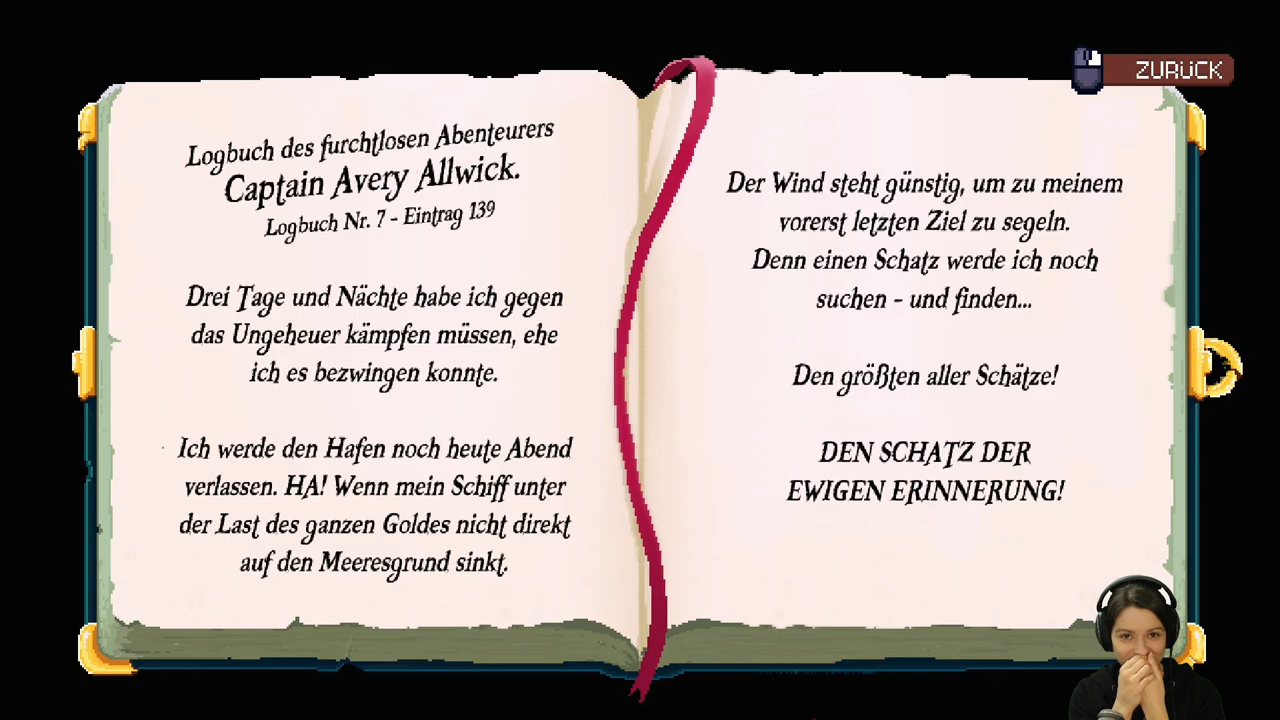 ZURÜCK
Logbuch des furchtlosen Abenteurers
Captain Avery Allwick.
Logbuch Nr. 7 - Eintrag 139
Drei Tage und Nächte habe ich gegen
das Ungeheuer kämpfen müssen, ehe
ich es bezwingen konnte.
Ich werde den Hafen noch heute Abend
verlassen. HA! Wenn mein Schiff unter
der Last des ganzen Goldes nicht direkt
auf den Meeresgrund sinkt.
Der Wind steht günstig, um zu meinem
vorerst letzten Ziel zu segeln.
Denn einen Schatz werde ich noch
suchen - und finden...
Den größten aller Schätze!
DEN SCHATZ DER
EWIGEN ERINNERUNG!